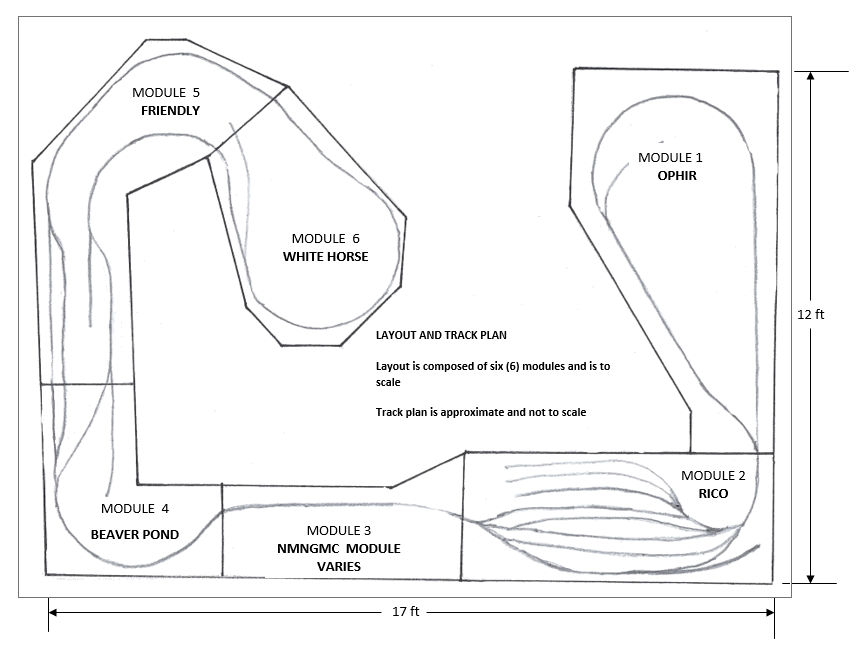 MODULE 5
FRIENDLY
MODULE 1
OPHIR
MODULE 6
WHITE HORSE
LAYOUT AND TRACK PLAN
Layout is composed of six (6) modules and is to
scale
Track plan is approximate and not to scale
12 ft
MODULE 2
RICO
MODULE 4
BEAVER POND
MODULE 3
NMNGMC MODULE
VARIES
17 ft